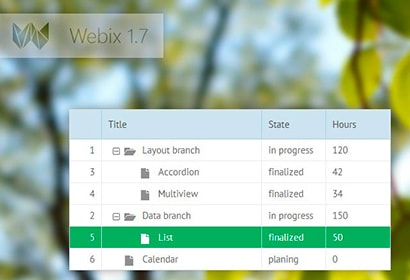 Webix 1.7
Title State Hours
1 Layout branch in progress 120
3 Accordion finalized 42
4 Multiview finalized 34
2 Data branch in progress 150
5 List finalized 50
6 Calendar planing 0